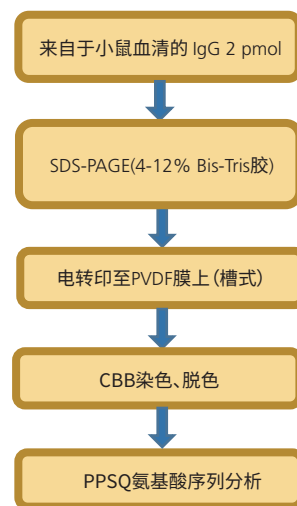 来自于小鼠血清的 IgG 2 pmol
SDS-PAGE(4-12% Bis-Tris胶)
电转印至PVDF膜上(槽式)
CBB染色、脱色
PPSQ氨基酸序列分析